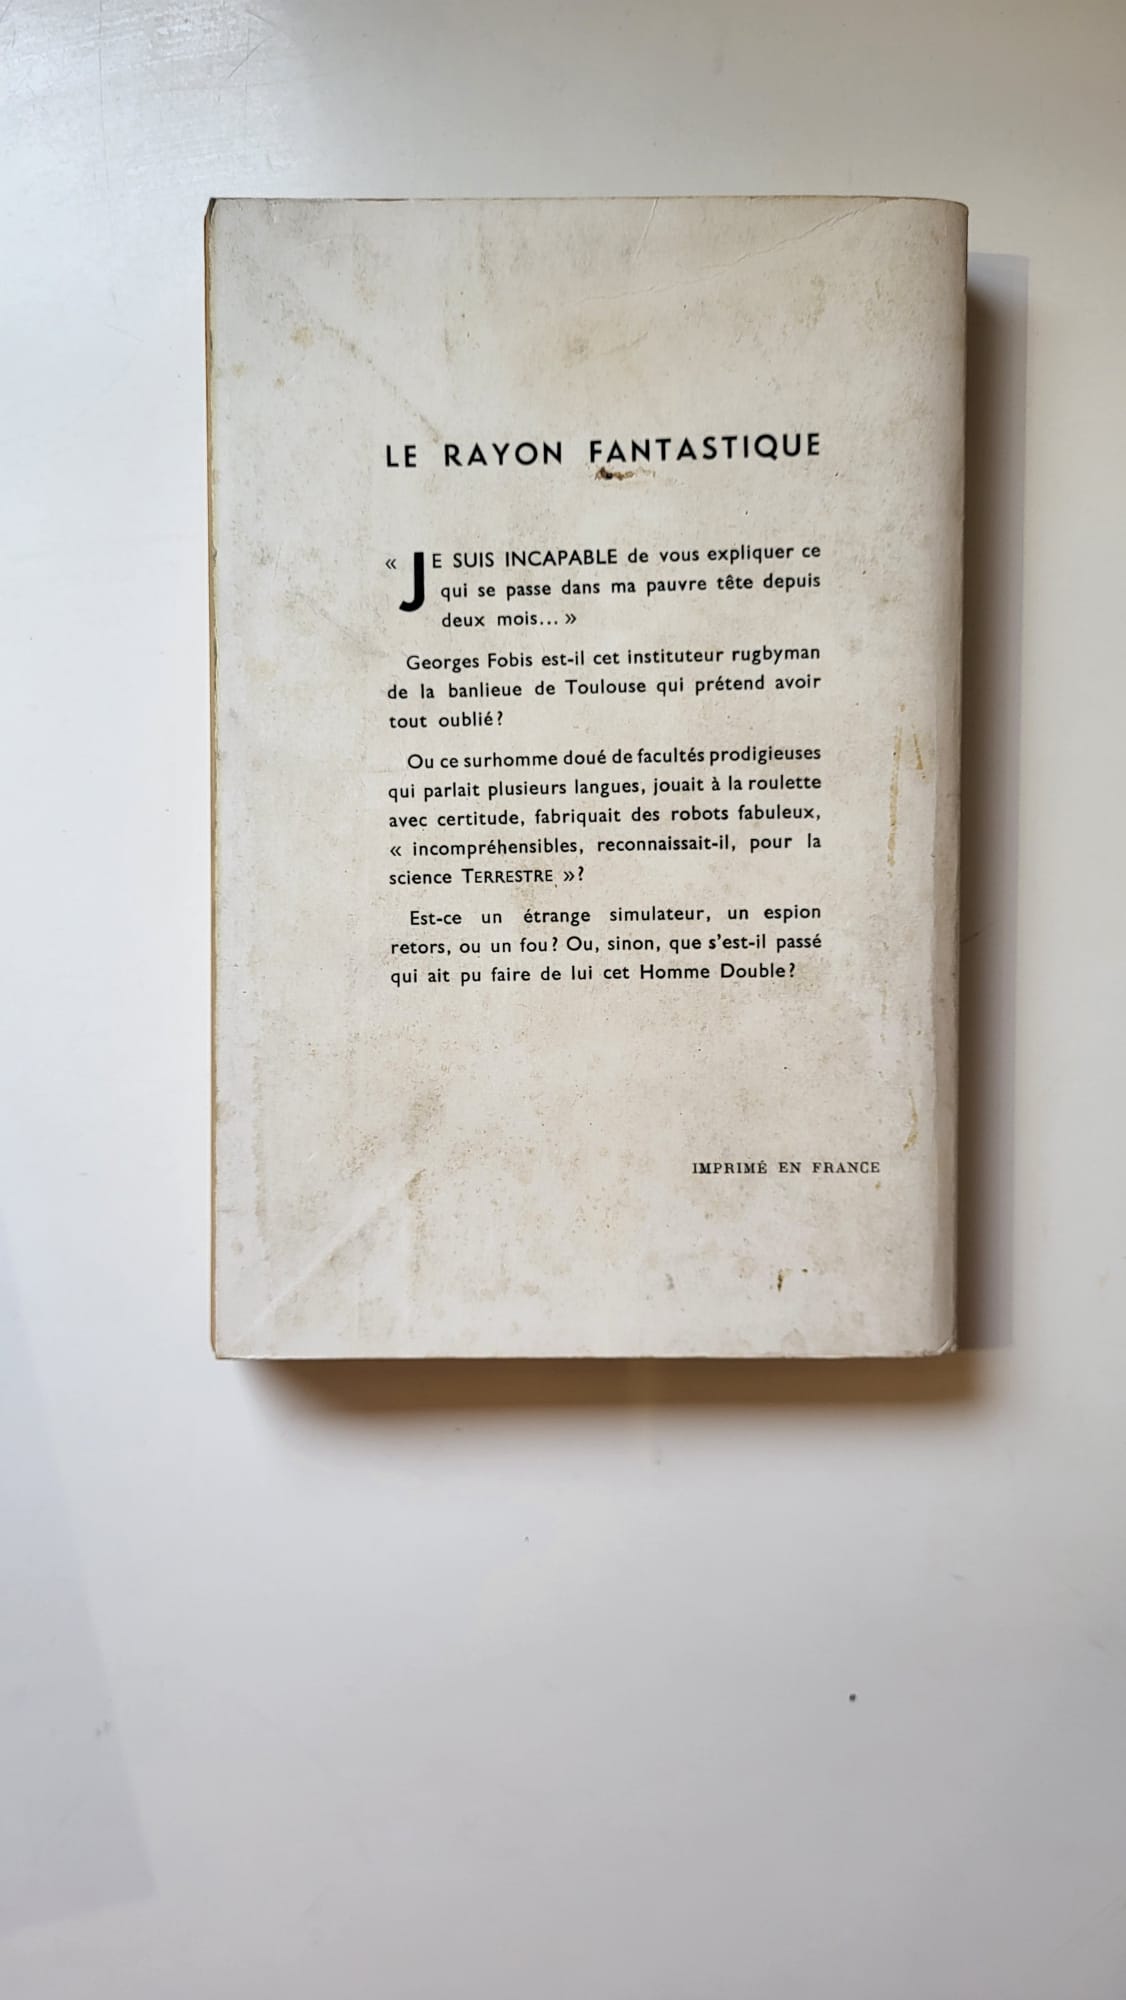 LE RAYON FANTASTIQUE
« JE SUIS INCAPABLE de vous expliquer ce
qui se passe dans ma pauvre tête depuis
deux mois... »
Georges Fobis est-il cet instituteur rugbyman
de la banlieue de Toulouse qui prétend avoir
tout oublié?
Ou ce surhomme doué de facultés prodigieuses
qui parlait plusieurs langues, jouait à la roulette
avec certitude, fabriquait des robots fabuleux,
« incompréhensibles, reconnaissait-il, pour la
science TERRESTRE »?
Est-ce un étrange simulateur, un espion
retors, ou un fou? Ou, sinon, que s'est-il passé
qui ait pu faire de lui cet Homme Double?
IMPRIMÉ EN FRANCE